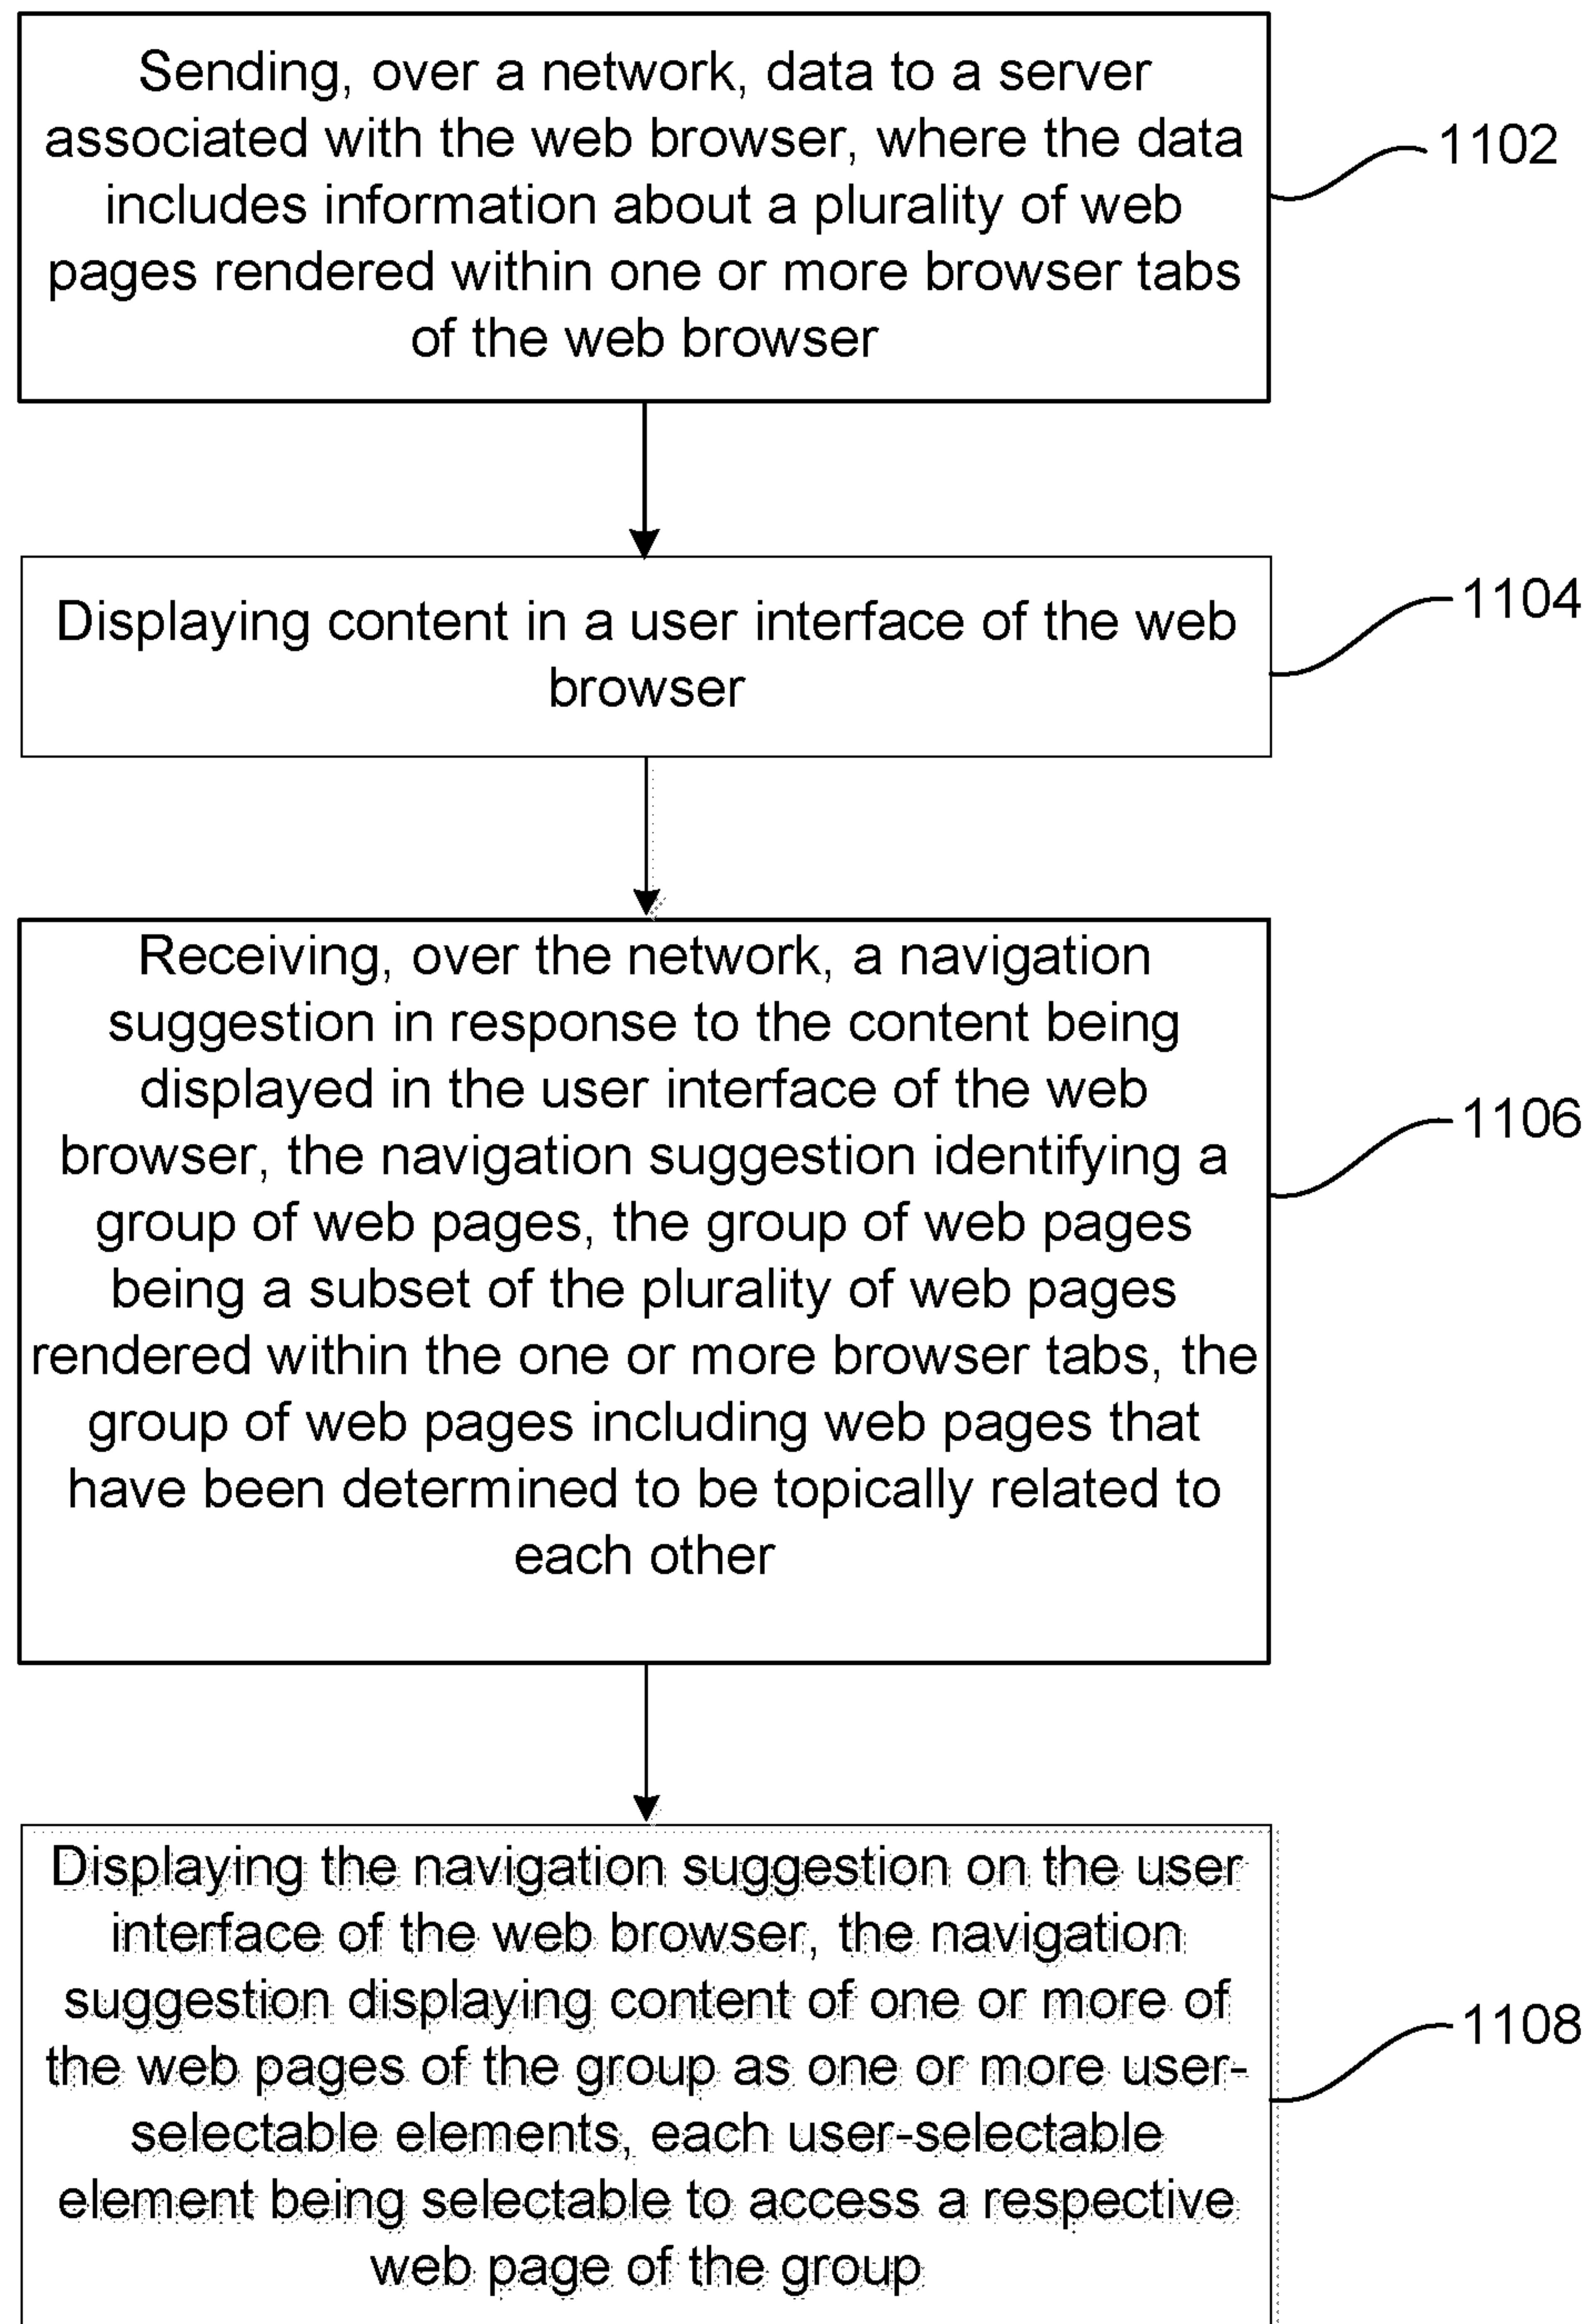 Sending, over a network, data to a server
associated with the web browser, where the data
includes information about a plurality of web
pages rendered within one or more browser tabs
of the web browser
1102
Displaying content in a user interface of the web
browser
1104
Receiving, over the network, a navigation
suggestion in response to the content being
displayed in the user interface of the web
browser, the navigation suggestion identifying a
group of web pages, the group of web pages
being a subset of the plurality of web pages
rendered within the one or more browser tabs, the
group of web pages including web pages that
have been determined to be topically related to
each other
1106
Displaying the navigation suggestion on the user
interface of the web browser, the navigation
suggestion displaying content of one or more of
the web pages of the group as one or more user-
selectable elements, each user-selectable
element being selectable to access a respective
web page of the group
1108